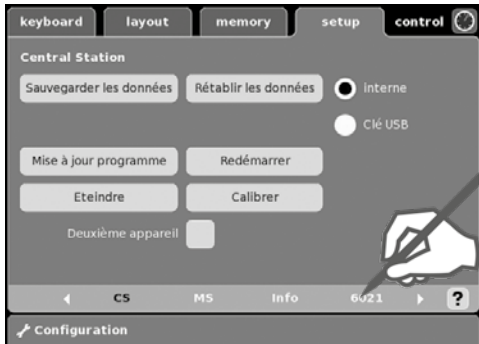 keyboard layout memory setup control
Central Station
Sauvegarder les données Rétablir les données interne
Clé USB
Mise à jour programme Redémarrer
Eteindre Calibrer
Deuxième appareil
CS MS Info 6021 ?
Configuration